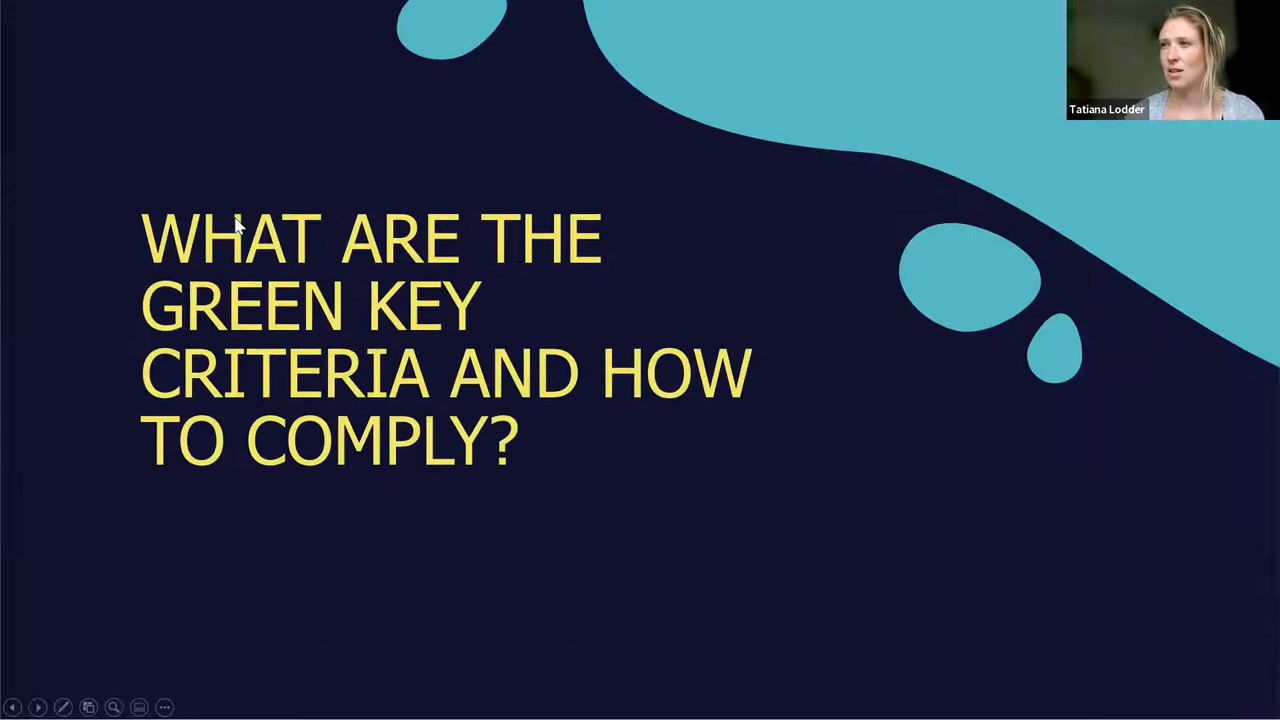 Tatiana Lodder
WHAT ARE THE
GREEN KEY
CRITERIA AND HOW
TO COMPLY?